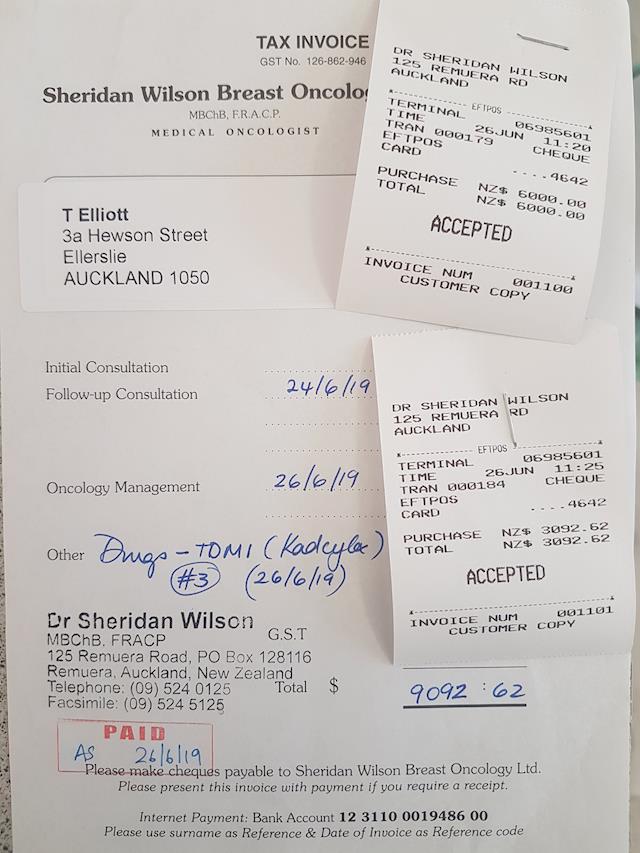 TAX INVOICE
GST No. 126-862-946
Sheridan Wilson Breast Oncolog
MBChB, F.R.A.C.P.
MEDICAL ONCOLOGIST
T Elliott
3a Hewson Street
Ellerslie
AUCKLAND 1050
Initial Consultation
Follow-up Consultation 24/6/19
Oncology Management 26/6/19
Other Drugs - TDM1 (Kadcyla)
#3 (26/6/19)
Dr Sheridan Wilson
MBChB, FRACP G.S.T
125 Remuera Road, PO Box 128116
Remuera, Auckland, New Zealand
Telephone: (09) 524 0125 Total $ 9092 : 62
Facsimile: (09) 524 5125
PAID
AS 26/6/19
Please make cheques payable to Sheridan Wilson Breast Oncology Ltd.
Please present this invoice with payment if you require a receipt.
Internet Payment: Bank Account 12 3110 0019486 00
Please use surname as Reference & Date of Invoice as Reference code
DR SHERIDAN WILSON
125 REMUERA RD
AUCKLAND
*---------- EFTPOS ----------*
TERMINAL 06985601
TIME 26JUN 11:20
TRAN 000179 CHEQUE
EFTPOS
CARD ....4642
PURCHASE NZ$ 6000.00
TOTAL NZ$ 6000.00
ACCEPTED
*----------------------------*
INVOICE NUM 001100
CUSTOMER COPY
DR SHERIDAN WILSON
125 REMUERA RD
AUCKLAND
*---------- EFTPOS ----------*
TERMINAL 06985601
TIME 26JUN 11:25
TRAN 000184 CHEQUE
EFTPOS
CARD ....4642
PURCHASE NZ$ 3092.62
TOTAL NZ$ 3092.62
ACCEPTED
*----------------------------*
INVOICE NUM 001101
CUSTOMER COPY